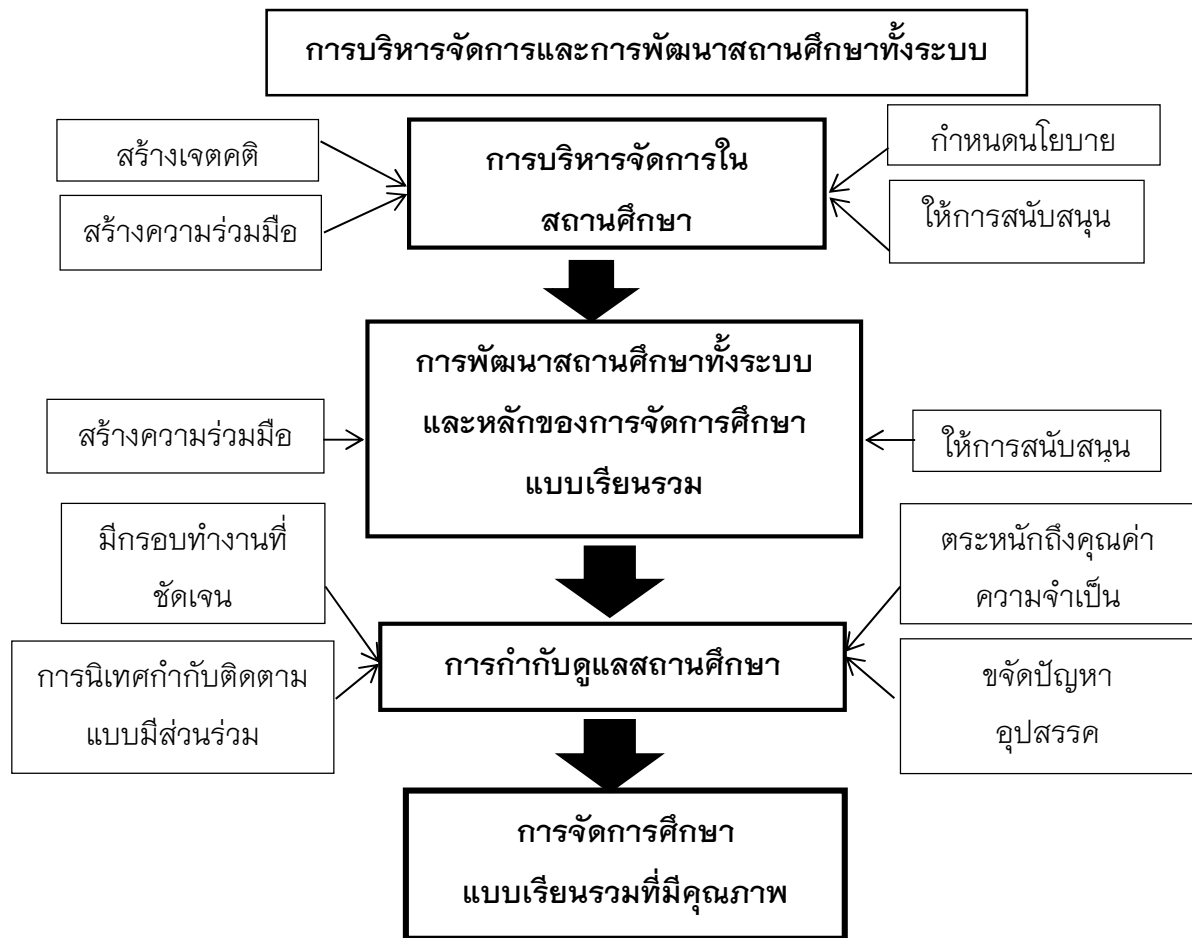 การบริหารจัดการและการพัฒนาสถานศึกษาทั้งระบบ
สร้างเจตคติ
สร้างความร่วมมือ
การบริหารจัดการใน
สถานศึกษา
กำหนดนโยบาย
ให้การสนับสนุน
การพัฒนาสถานศึกษาทั้งระบบ
และหลักของการจัดการศึกษา
แบบเรียนรวม
สร้างความร่วมมือ
ให้การสนับสนุน
มีกรอบทำงานที่
ชัดเจน
การนิเทศกำกับติดตาม
แบบมีส่วนร่วม
การกำกับดูแลสถานศึกษา
ตระหนักถึงคุณค่า
ความจำเป็น
ขจัดปัญหา
อุปสรรค
การจัดการศึกษา
แบบเรียนรวมที่มีคุณภาพ